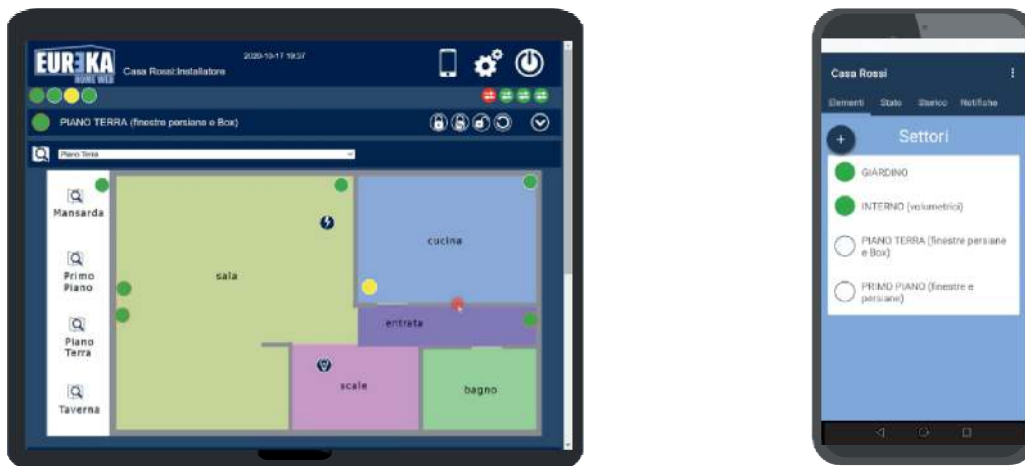 EUREKA
HOME WEB
Casa Rossi:Installatore
2020-10-17 19:37
PIANO TERRA (finestre persiane e Box)
Piano Terra
Mansarda
Primo
Piano
Piano
Terra
Taverna
sala
cucina
entrata
scale
bagno
Casa Rossi
Elementi Stato Storico Notifiche
Settori
GIARDINO
INTERNO (volumetrici)
PIANO TERRA (finestre persiane
e Box)
PRIMO PIANO (finestre e
persiane)